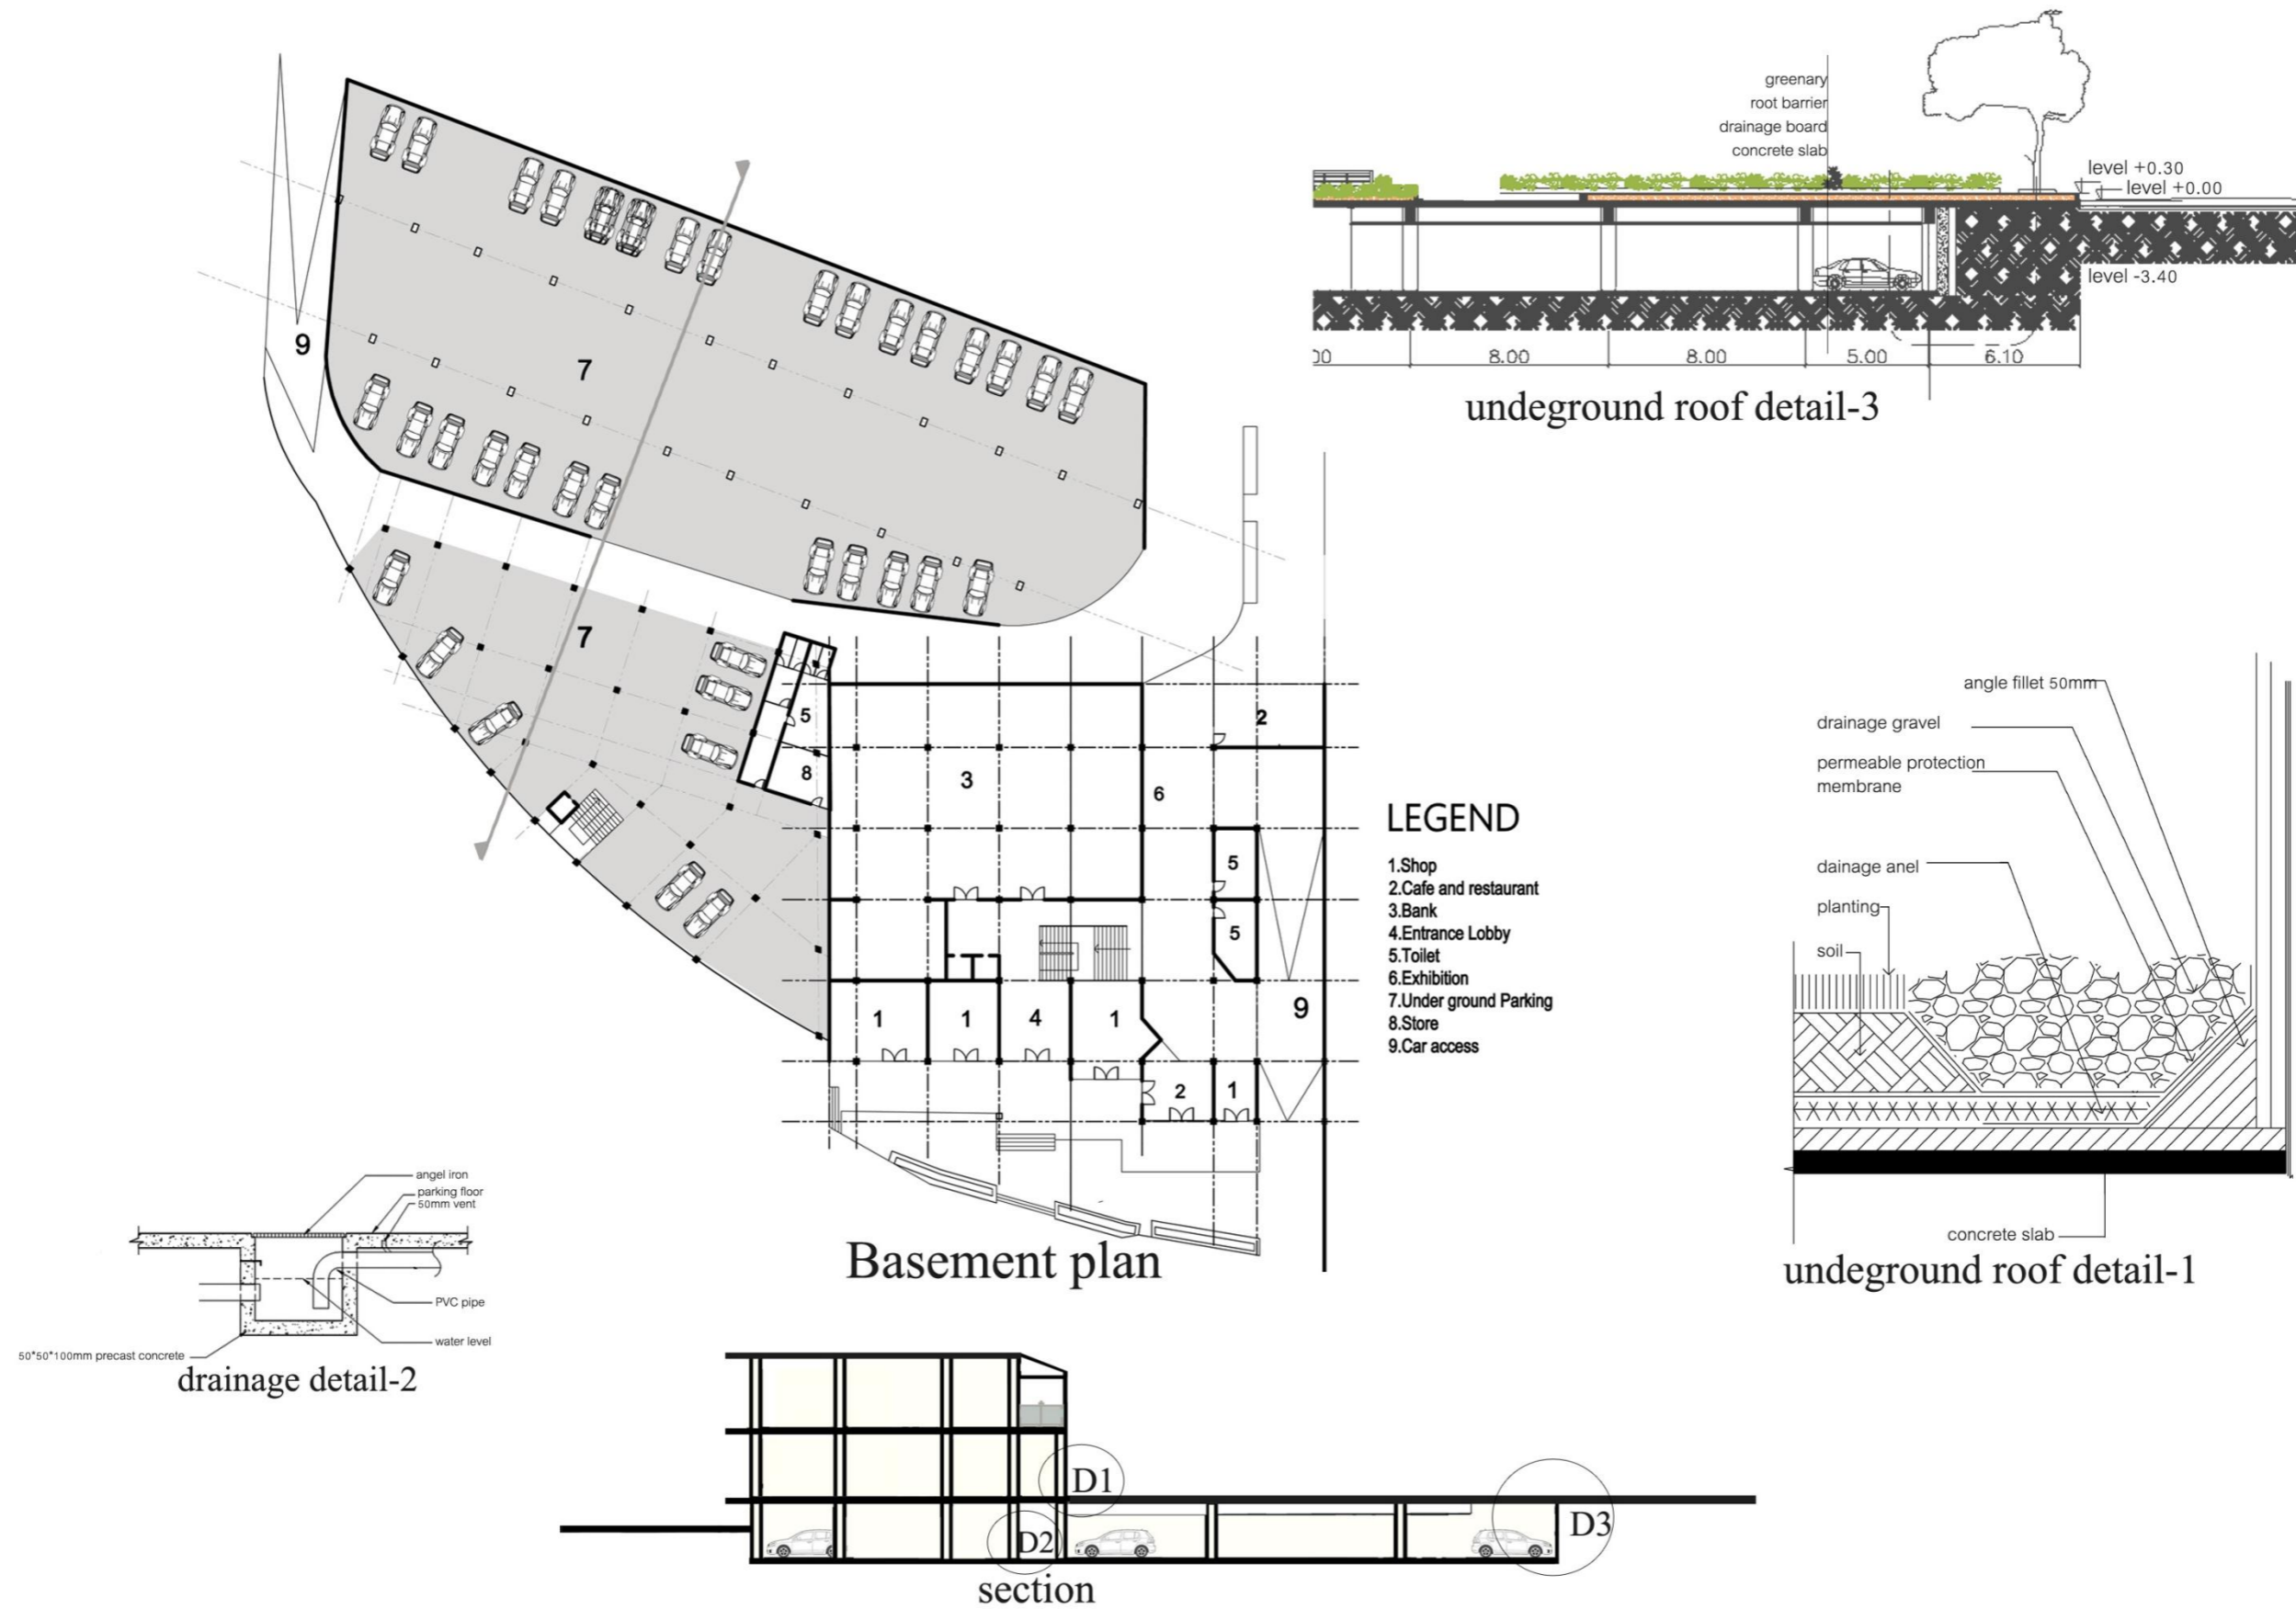 greenary
root barrier
drainage board
concrete slab
level +0.30
level +0.00
level -3.40
00
8.00
8.00
5.00
6.10
undeground roof detail-3
9
7
7
5
8
3
2
6
5
5
9
1
1
4
1
2
1
Basement plan
LEGEND
1.Shop
2.Cafe and restaurant
3.Bank
4.Entrance Lobby
5.Toilet
6.Exhibition
7.Under ground Parking
8.Store
9.Car access
angle fillet 50mm
drainage gravel
permeable protection
membrane
dainage anel
planting
soil
concrete slab
undeground roof detail-1
angel iron
parking floor
50mm vent
PVC pipe
water level
50*50*100mm precast concrete
drainage detail-2
D1
D2
D3
section